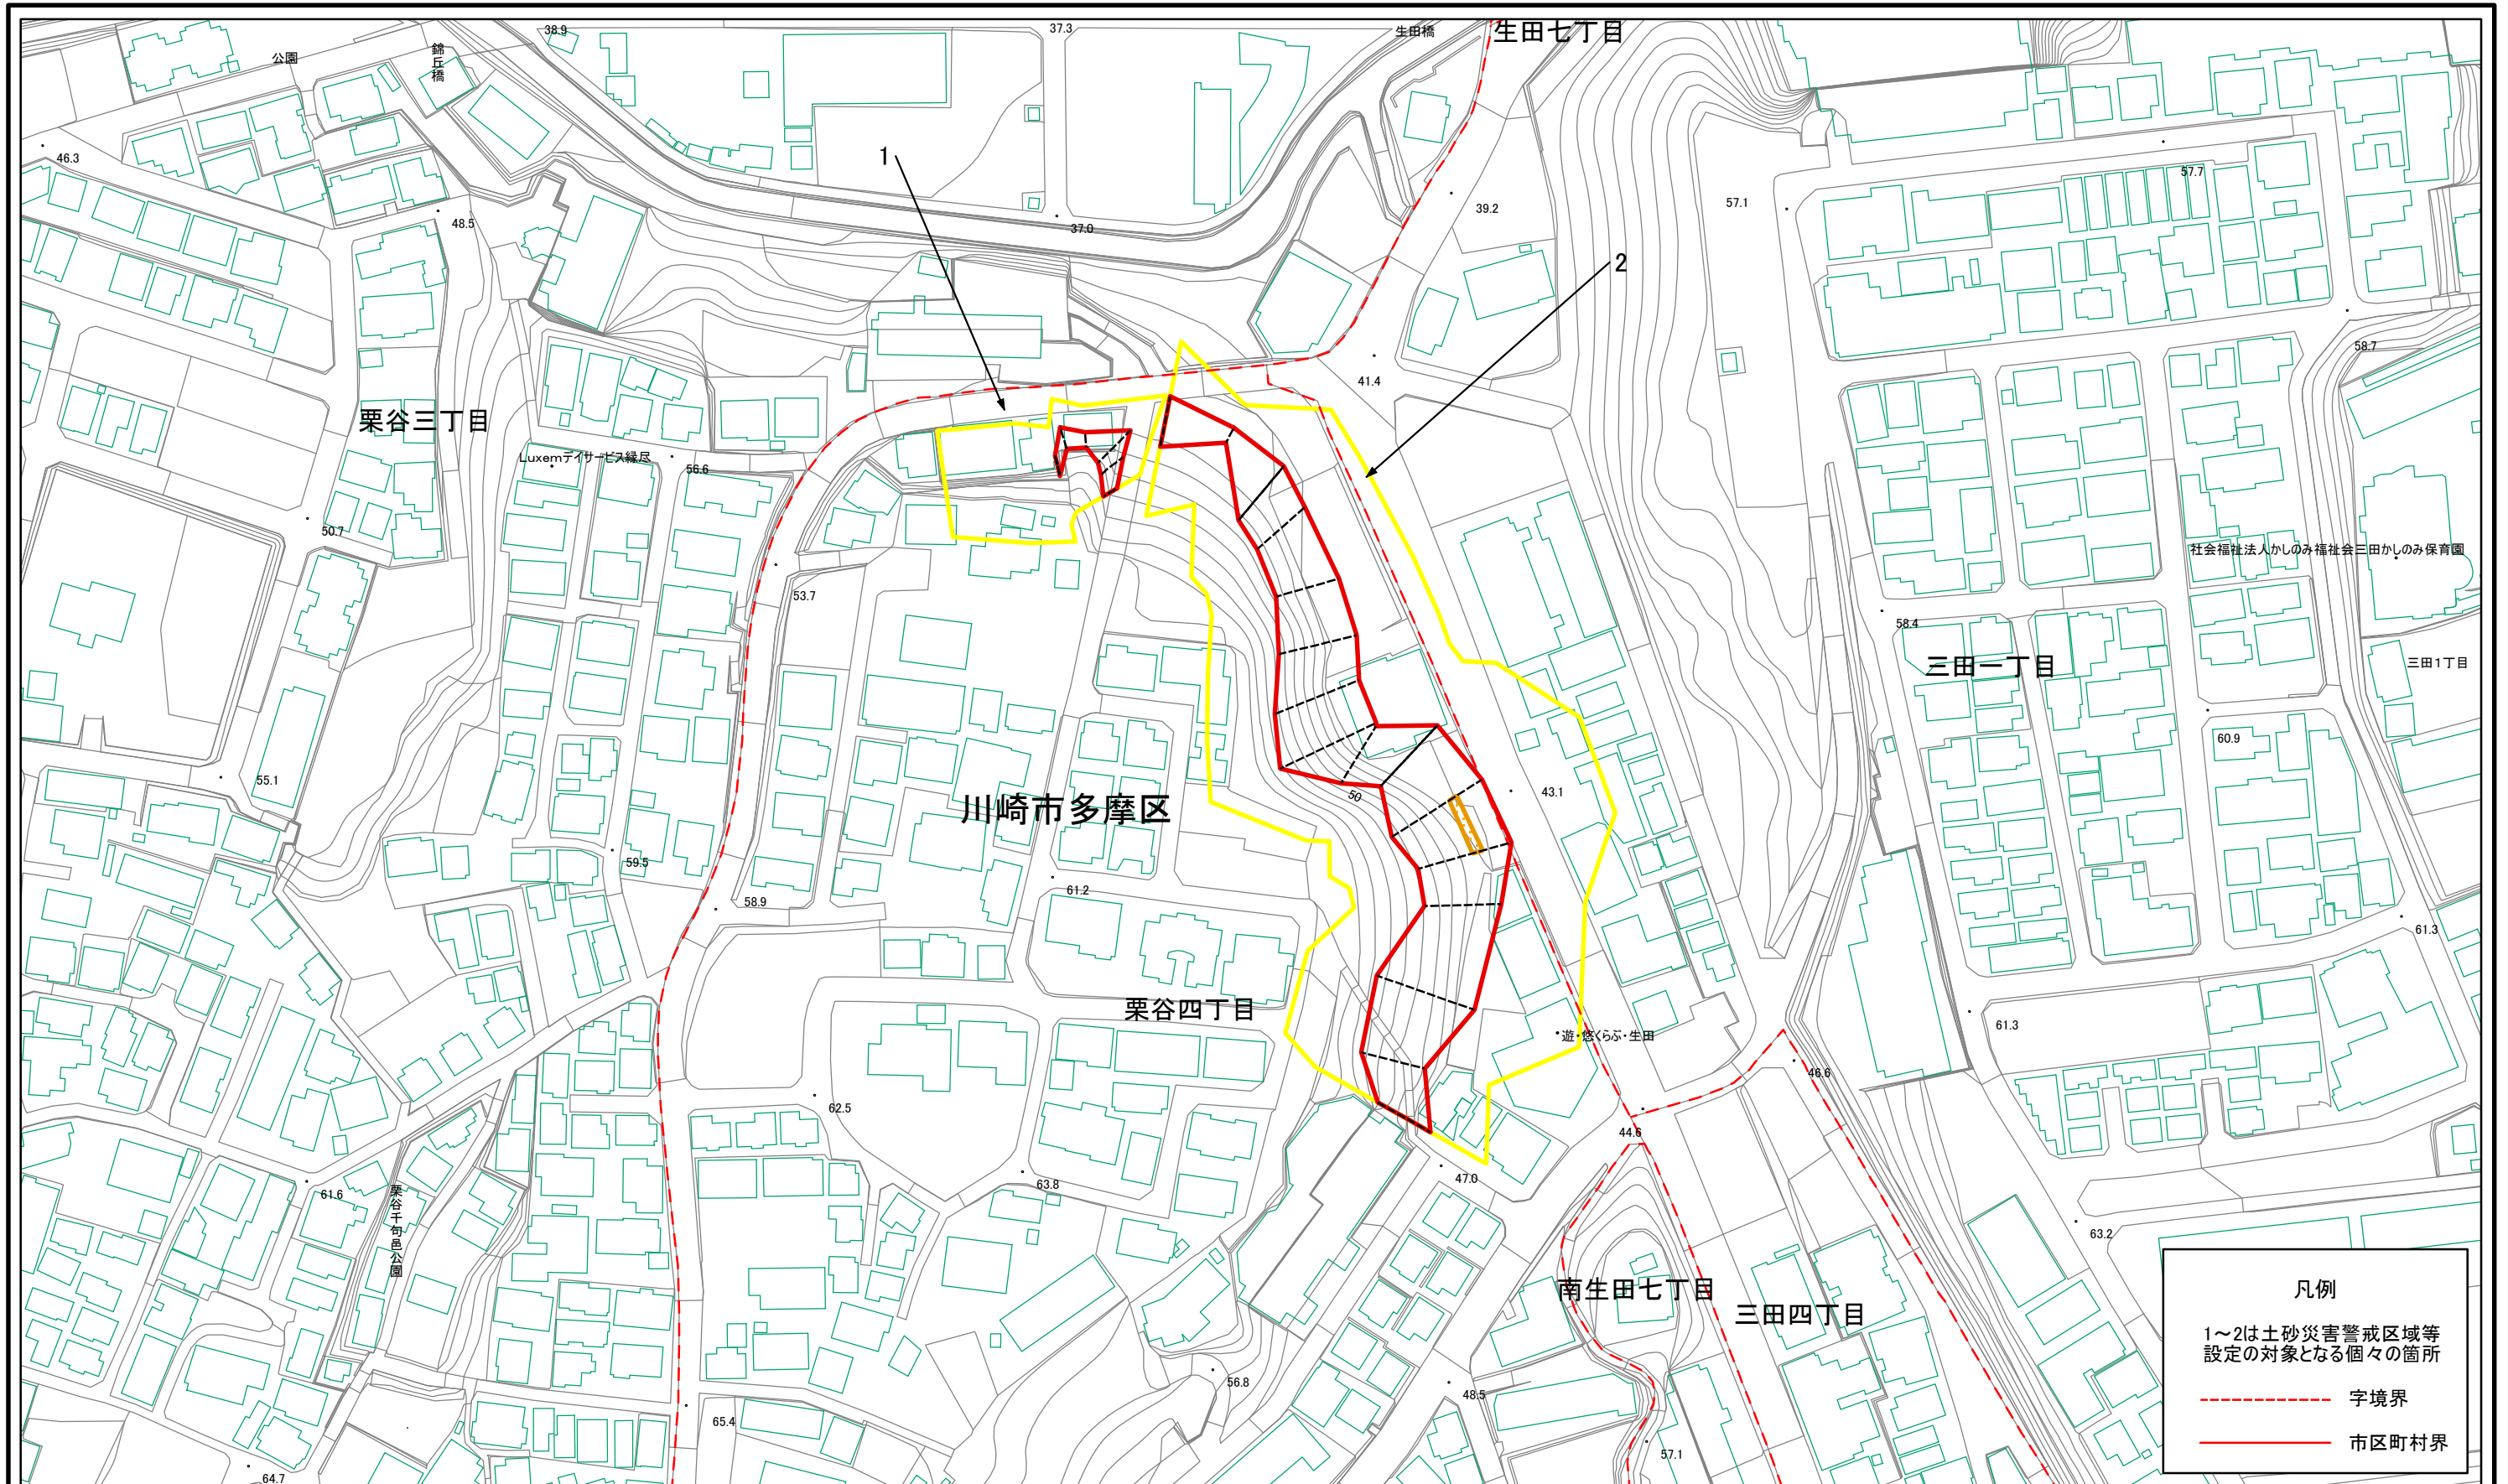 38.9
37.3
生田橋
生田七丁目
公園
錦丘橋
46.3
1
57.7
48.5
37.0
39.2
57.1
2
58.7
41.4
栗谷三丁目
Luxemデイサービス縁尽
56.6
50.7
社会福祉法人かしのみ福祉会三田かしのみ保育園
53.7
58.4
三田一丁目
三田1丁目
60.9
55.1
50
43.1
川崎市多摩区
59.5
61.2
58.9
61.3
栗谷四丁目
61.3
遊・悠くらぶ・生田
46.6
62.5
44.6
63.8
47.0
61.6
栗谷千句邑公園
63.2
南生田七丁目
三田四丁目
凡例
1～2は土砂災害警戒区域等
設定の対象となる個々の箇所
56.8
48.5
字境界
65.4
市区町村界
57.1
64.7